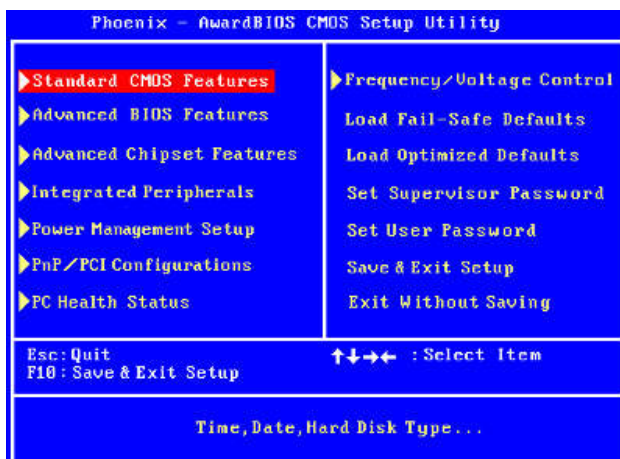 Phoenix - AwardBIOS CMOS Setup Utility
Standard CMOS Features
Advanced BIOS Features
Advanced Chipset Features
Integrated Peripherals
Power Management Setup
PnP/PCI Configurations
PC Health Status
Frequency/Voltage Control
Load Fail-Safe Defaults
Load Optimized Defaults
Set Supervisor Password
Set User Password
Save & Exit Setup
Exit Without Saving
Esc: Quit
F10: Save & Exit Setup
↑↓→← : Select Item
Time, Date, Hard Disk Type...